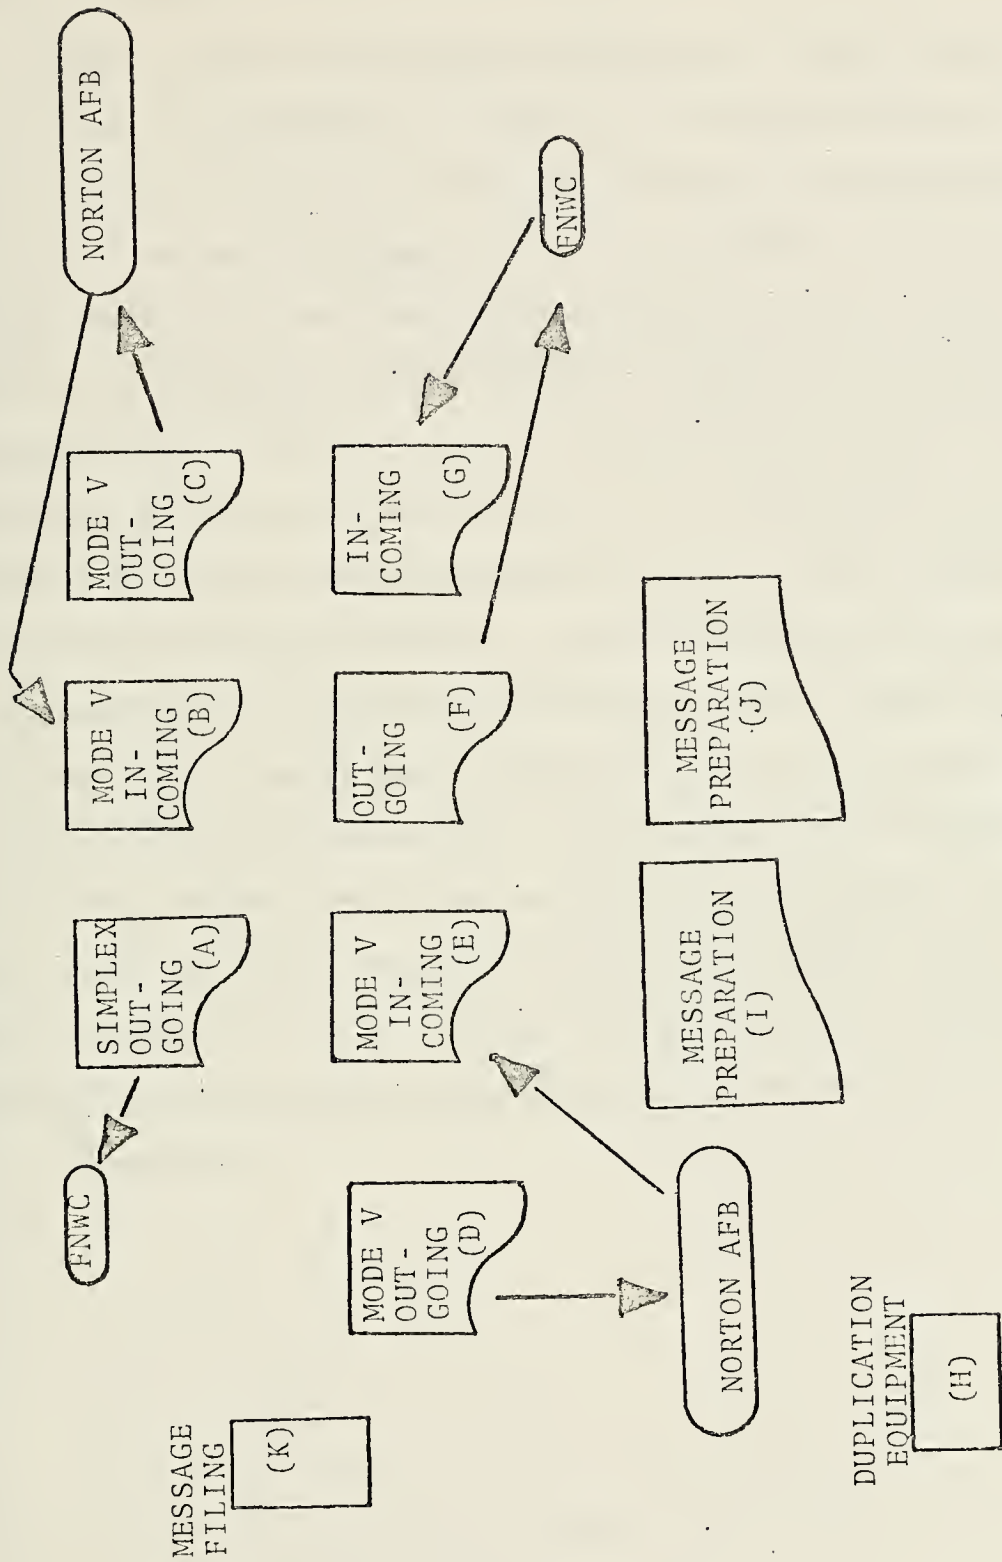 MESSAGE
FILING
(K)
FNWC
SIMPLEX
OUT-
GOING
(A)
MODE V
IN-
COMING
(B)
MODE V
OUT-
GOING
(C)
NORTON AFB
MODE V
OUT-
GOING
(D)
MODE V
IN-
COMING
(E)
OUT-
GOING
(F)
IN-
COMING
(G)
FNWC
NORTON AFB
MESSAGE
PREPARATION
(I)
MESSAGE
PREPARATION
(J)
DUPLICATION
EQUIPMENT
(H)